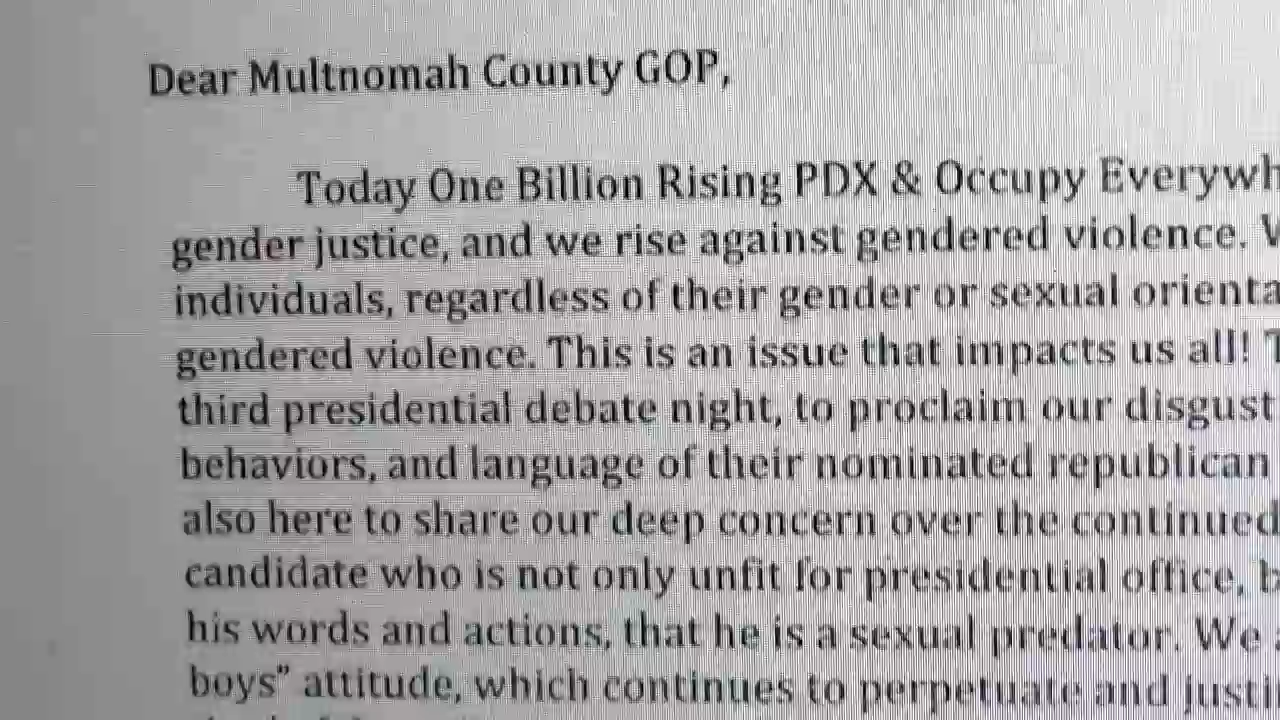 Dear Multnomah County GOP,
Today One Billion Rising PDX & Occupy
gender justice, and we rise against gendered violence.
individuals, regardless of their gender or sexual
gendered violence. This is an issue that impacts us all!
third presidential debate night, to proclaim our disgust
behaviors, and language of their nominated republican
also here to share our deep concern over the continued
candidate who is not only unfit for presidential office,
his words and actions, that he is a sexual predator. We
boys" attitude, which continues to perpetuate and